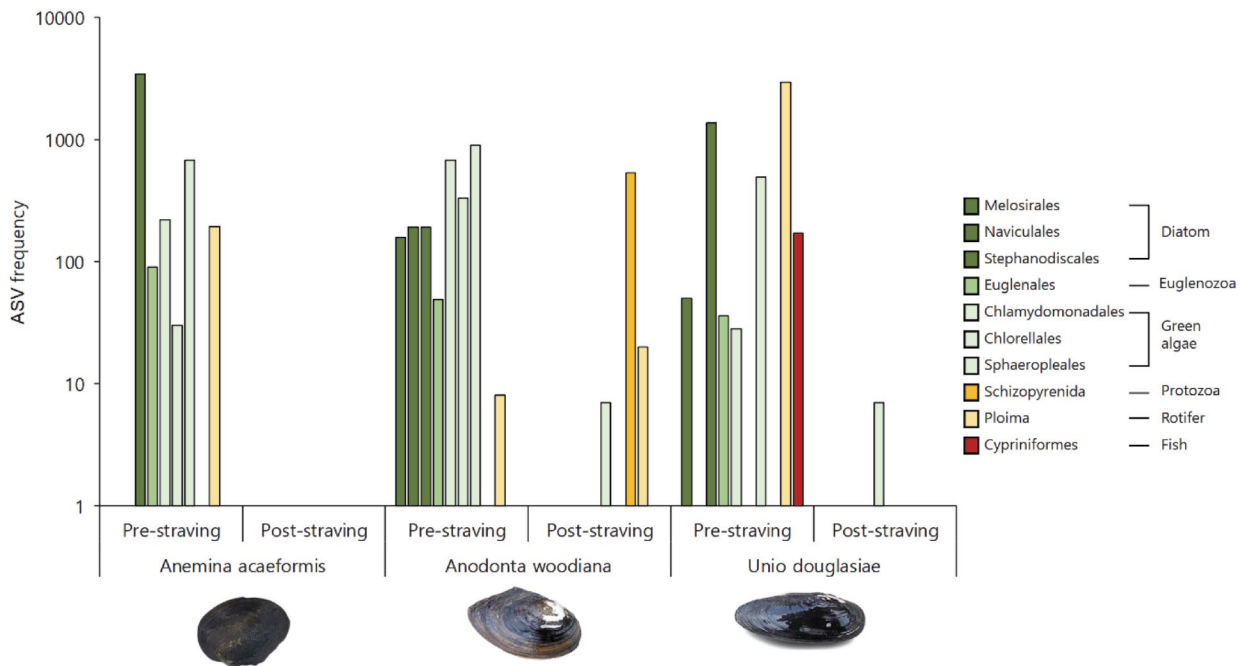 10000
1000
100
10
1
ASV frequency
Pre-straving Post-straving Pre-straving Post-straving Pre-straving Post-straving
Anemina acaeformis Anodonta woodiana Unio douglasiae
Melosirales
Naviculales
Stephanodiscales
Diatom
Euglenales
Euglenozoa
Chlamydomonadales
Chlorellales
Sphaeropleales
Green
algae
Schizopyrenida
Protozoa
Ploima
Rotifer
Cypriniformes
Fish